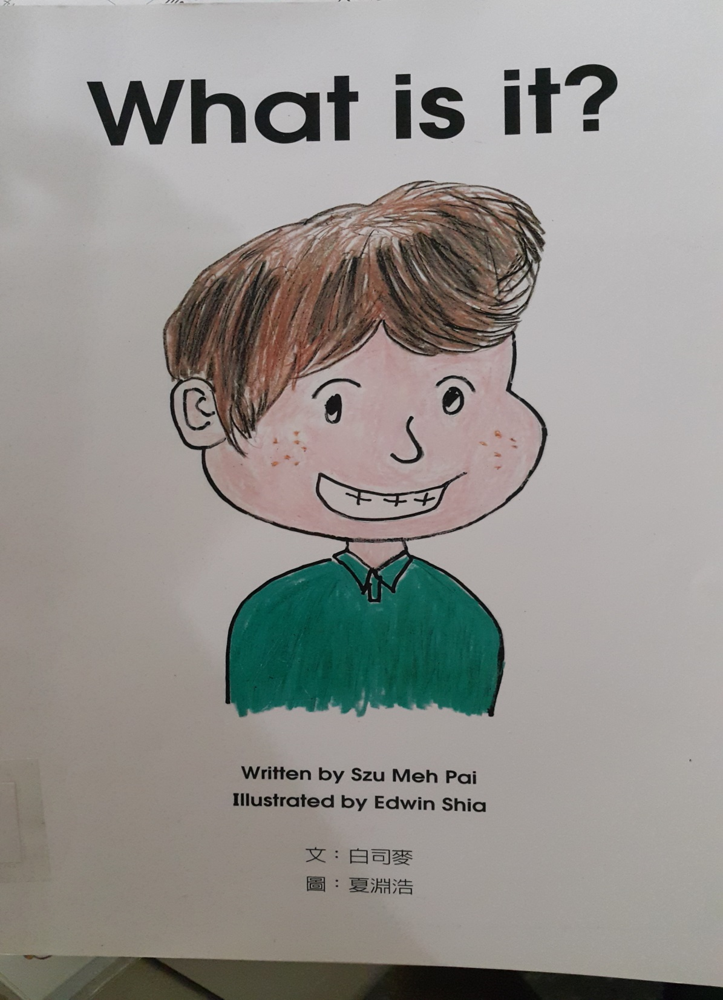 What is it?
Written by Szu Meh Pai
Illustrated by Edwin Shia
文：白司麥
圖：夏淵浩